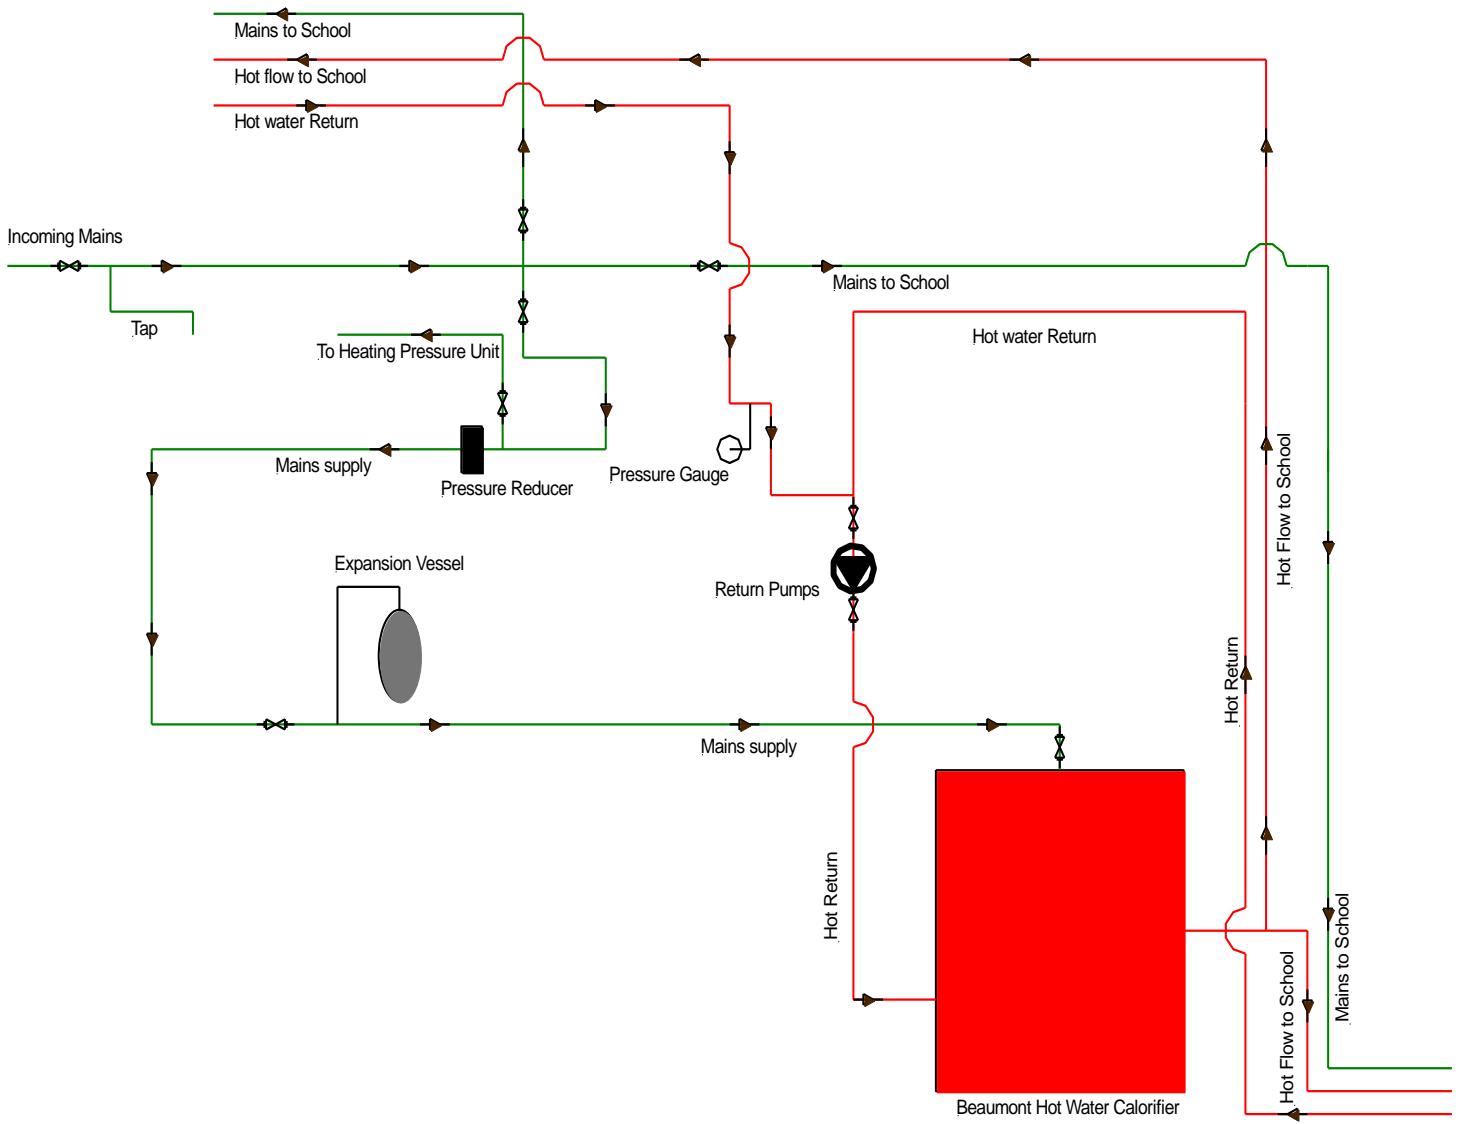 Mains to School
Hot flow to School
Hot water Return
Incoming Mains
Mains to School
Tap
To Heating Pressure Unit
Hot water Return
Mains supply
Pressure Reducer
Pressure Gauge
Hot Flow to School
Expansion Vessel
Return Pumps
Hot Return
Mains supply
Hot Return
Mains to School
Hot Flow to School
Beaumont Hot Water Calorifier